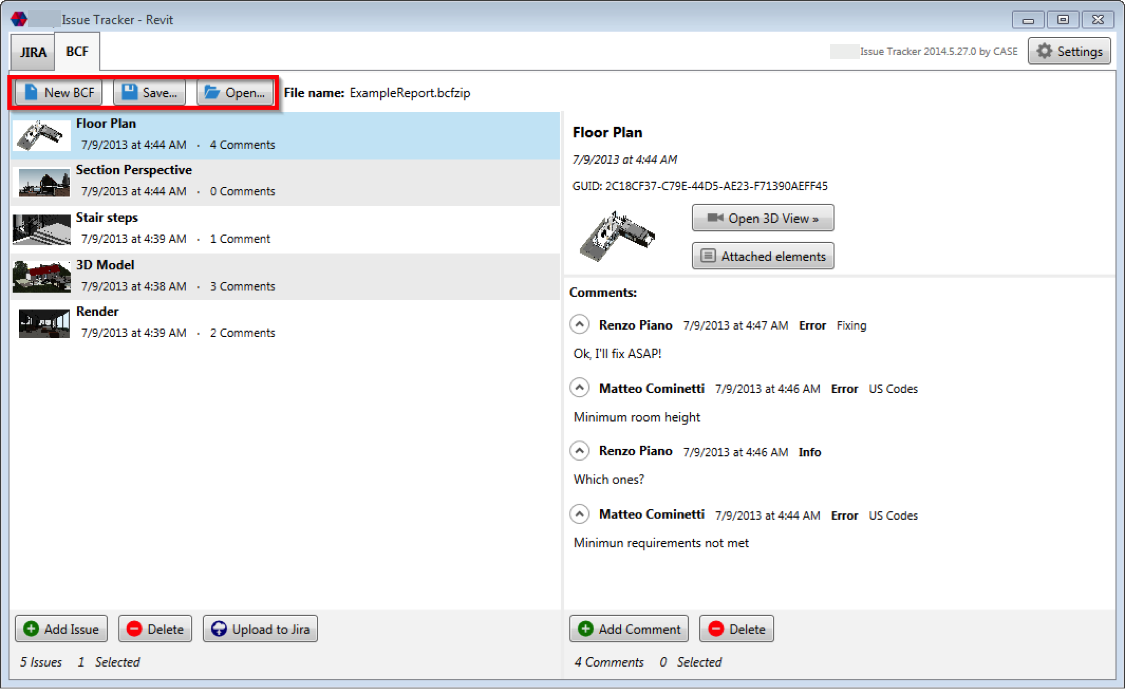 Issue Tracker - Revit
JIRA
BCF
Issue Tracker 2014.5.27.0 by CASE
Settings
New BCF
Save...
Open...
File name: ExampleReport.bcfzip
Floor Plan
7/9/2013 at 4:44 AM - 4 Comments
Section Perspective
7/9/2013 at 4:44 AM - 0 Comments
Stair steps
7/9/2013 at 4:39 AM - 1 Comment
3D Model
7/9/2013 at 4:38 AM - 3 Comments
Render
7/9/2013 at 4:39 AM - 2 Comments
Add Issue
Delete
Upload to Jira
5 Issues 1 Selected
Floor Plan
7/9/2013 at 4:44 AM
GUID: 2C18CF37-C79E-44D5-AE23-F71390AEFF45
Open 3D View »
Attached elements
Comments:
Renzo Piano 7/9/2013 at 4:47 AM Error Fixing
Ok, I'll fix ASAP!
Matteo Cominetti 7/9/2013 at 4:46 AM Error US Codes
Minimum room height
Renzo Piano 7/9/2013 at 4:46 AM Info
Which ones?
Matteo Cominetti 7/9/2013 at 4:44 AM Error US Codes
Minimun requirements not met
Add Comment
Delete
4 Comments 0 Selected